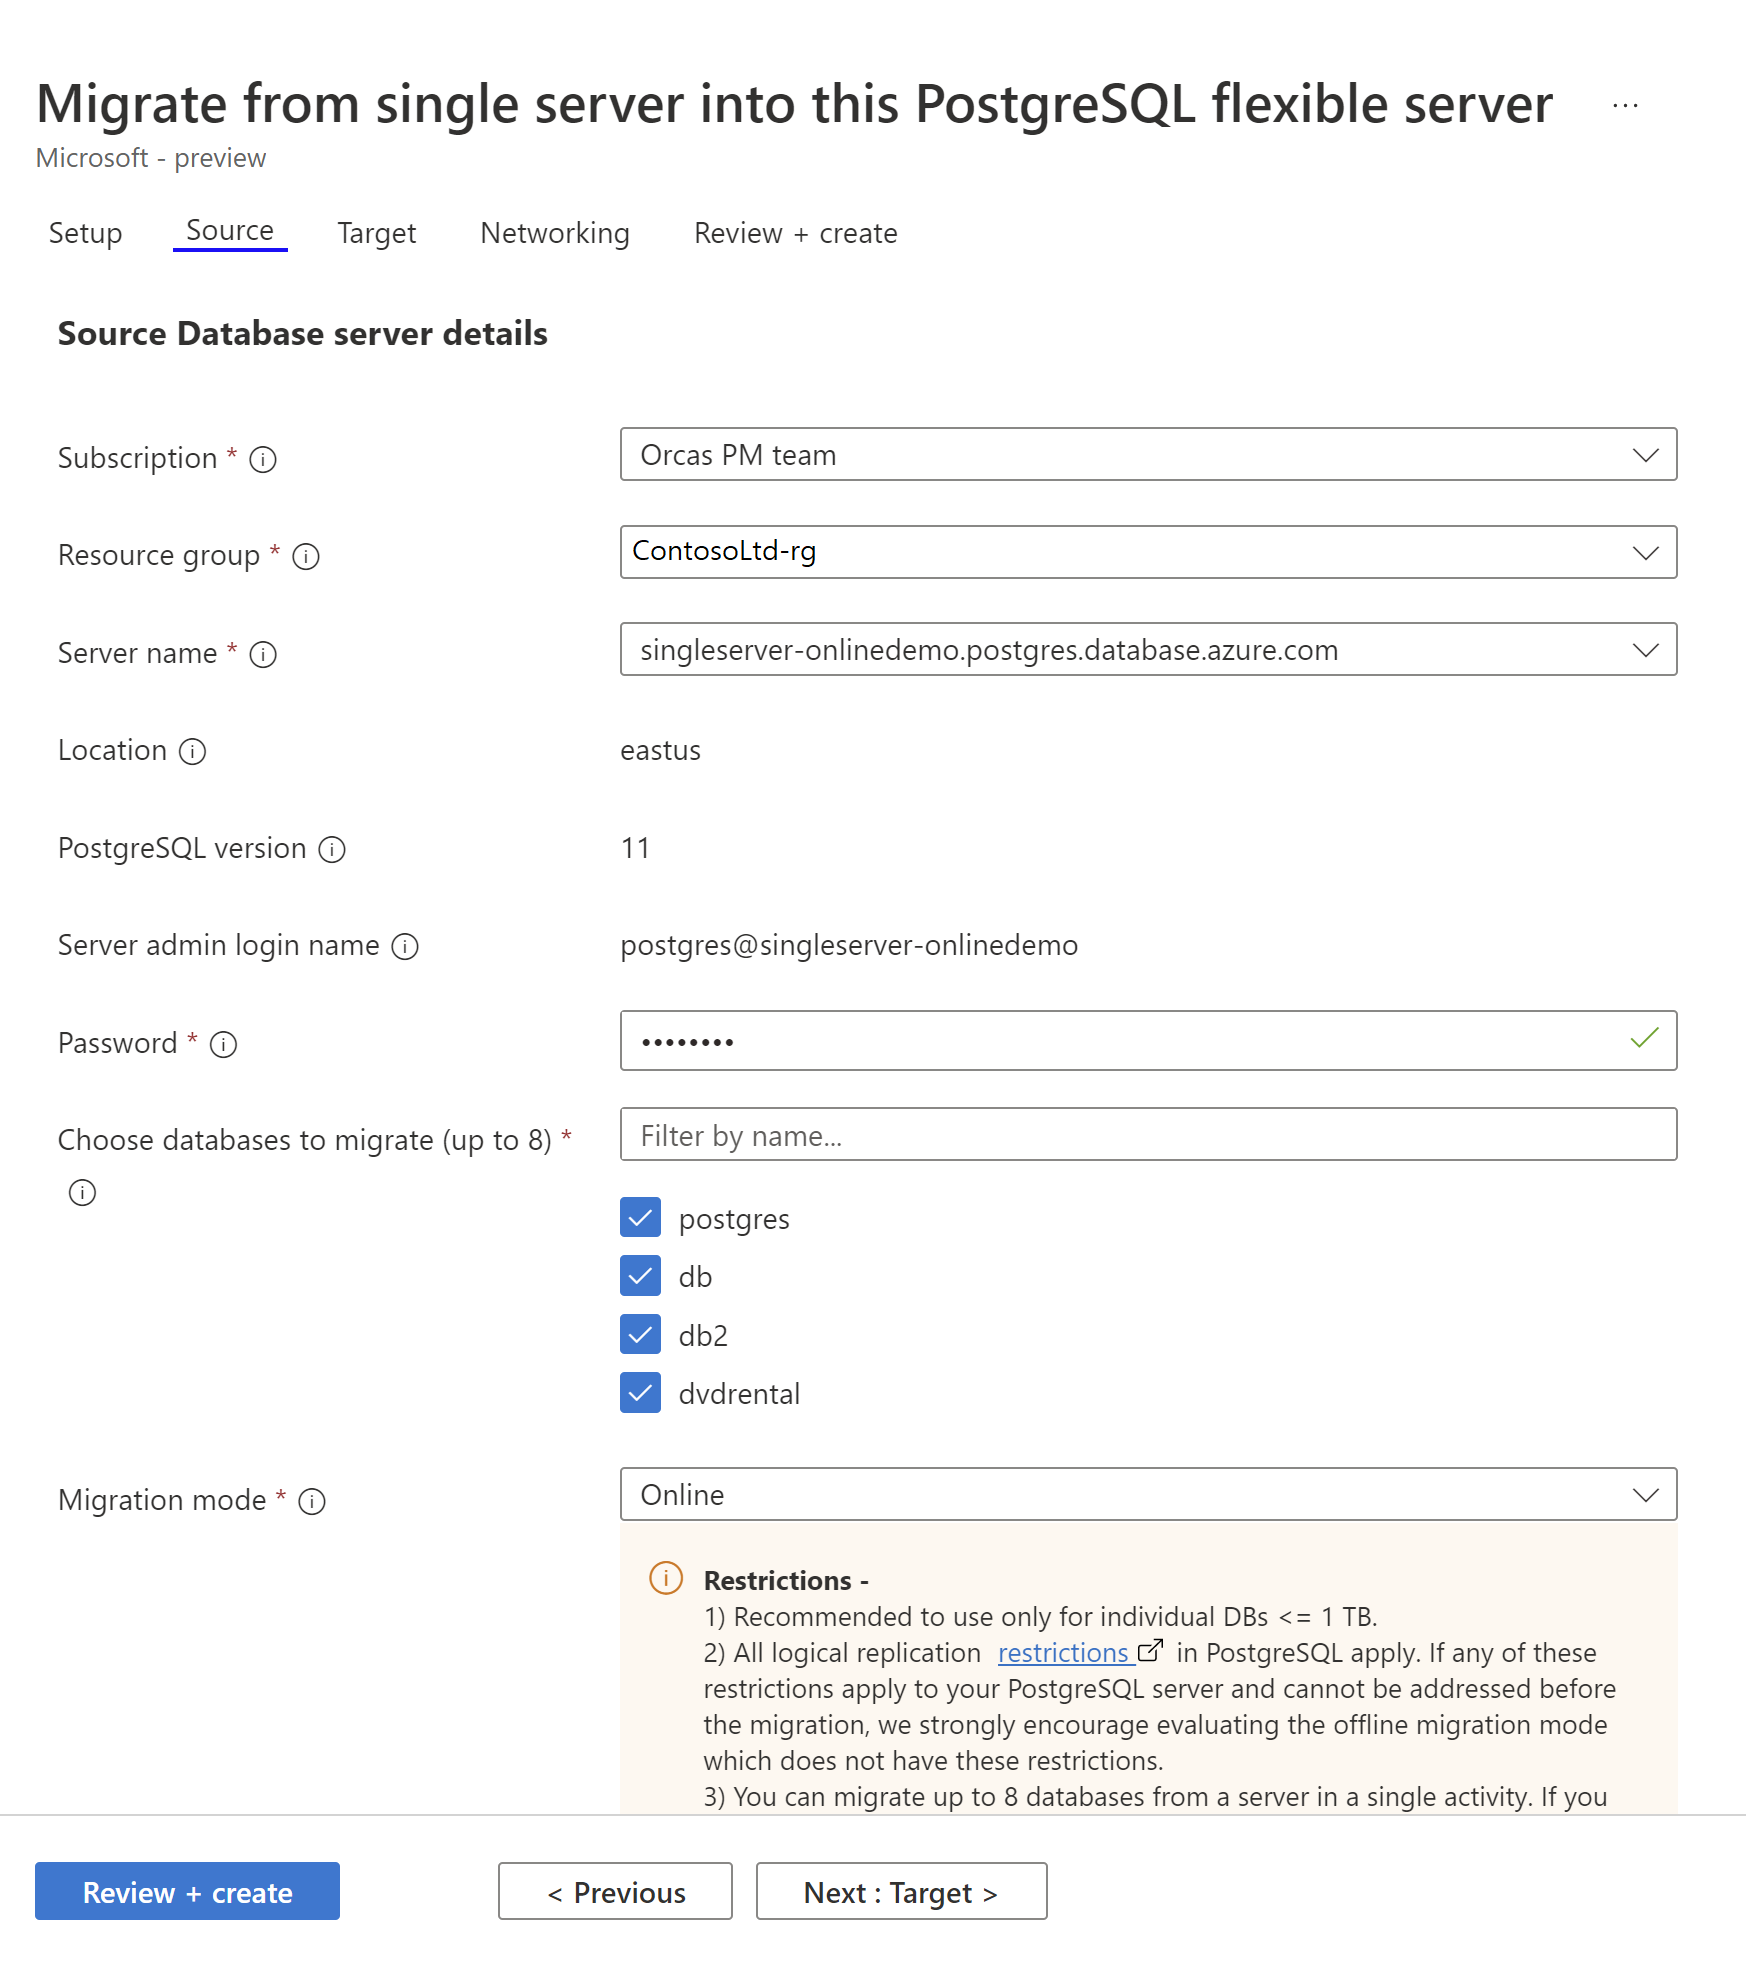 Migrate from single server into this PostgreSQL flexible server ...
Microsoft - preview
Setup Source Target Networking Review + create
Source Database server details
Subscription * Orcas PM team
Resource group * ContosoLtd-rg
Server name * singleserver-onlinedemo.postgres.database.azure.com
Location eastus
PostgreSQL version 11
Server admin login name postgres@singleserver-onlinedemo
Password * ••••••••
Choose databases to migrate (up to 8) * Filter by name...
postgres
db
db2
dvdrental
Migration mode * Online
Restrictions -
1) Recommended to use only for individual DBs <= 1 TB.
2) All logical replication restrictions in PostgreSQL apply. If any of these
restrictions apply to your PostgreSQL server and cannot be addressed before
the migration, we strongly encourage evaluating the offline migration mode
which does not have these restrictions.
3) You can migrate up to 8 databases from a server in a single activity. If you
Review + create < Previous Next : Target >